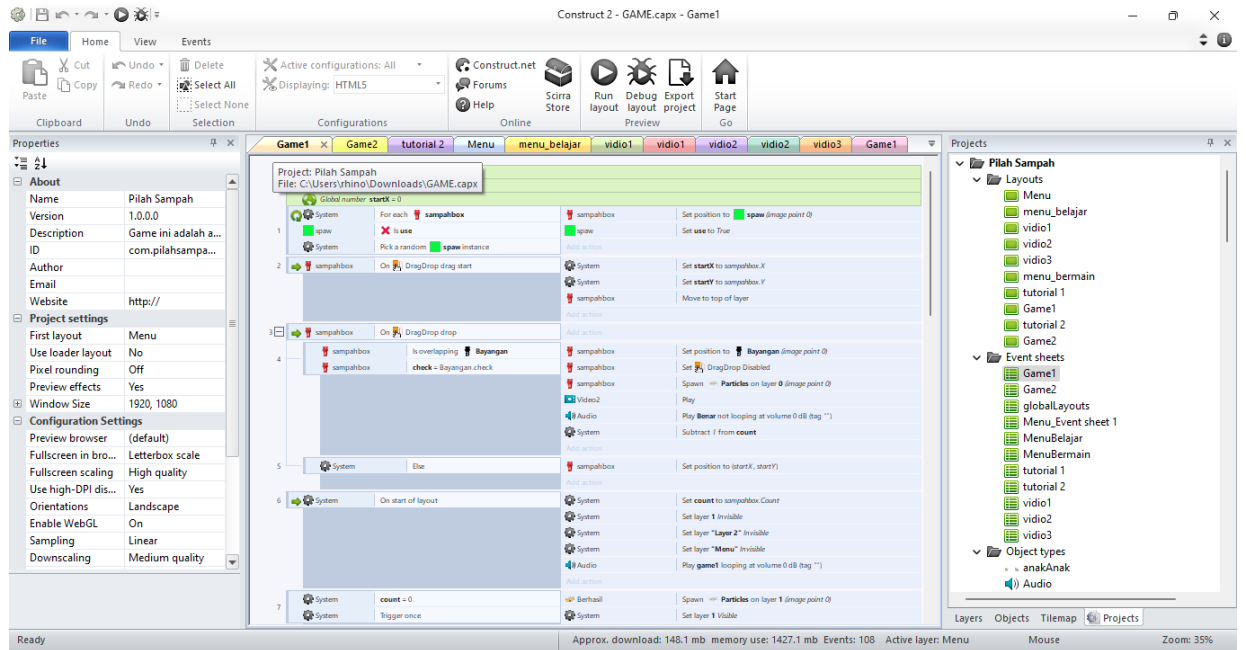 Construct 2 - GAME.capx - Game1
File Home View Events
Paste Cut Copy Clipboard
Undo Redo Undo
Delete Select All Select None Selection
Active configurations: All
Displaying: HTML5
Configurations
Construct.net Forums Help Scirra Store Online
Run layout Debug layout Export project Preview
Start Page Go
Properties
About
Name Pilah Sampah
Version 1.0.0.0
Description Game ini adalah a...
ID com.pilahsampa...
Author
Email
Website http://
Project settings
First layout Menu
Use loader layout No
Pixel rounding Off
Preview effects Yes
Window Size 1920, 1080
Configuration Settings
Preview browser (default)
Fullscreen in bro... Letterbox scale
Fullscreen scaling High quality
Use high-DPI dis... Yes
Orientations Landscape
Enable WebGL On
Sampling Linear
Downscaling Medium quality
Game1 Game2 tutorial 2 Menu menu_belajar vidio1 vidio1 vidio2 vidio2 vidio3 Game1
Project: Pilah Sampah
File: C:\Users\rhino\Downloads\GAME.capx
Global number startX = 0
1
System For each sampahbox
spaw Is use
System Pick a random spaw instance
sampahbox Set position to spaw (image point 0)
spaw Set use to True
Add action
2 sampahbox On DragDrop drag start
System Set startX to sampahbox.X
System Set startY to sampahbox.Y
sampahbox Move to top of layer
Add action
3 sampahbox On DragDrop drop
Add action
4
sampahbox Is overlapping Bayangan
sampahbox check = Bayangan.check
sampahbox Set position to Bayangan (image point 0)
sampahbox Set DragDrop Disabled
sampahbox Spawn Particles on layer 0 (image point 0)
Video2 Play
Audio Play Benar not looping at volume 0 dB (tag "")
System Subtract 1 from count
Add action
5 System Else
sampahbox Set position to (startX, startY)
Add action
6 System On start of layout
System Set count to sampahbox.Count
System Set layer 1 Invisible
System Set layer "Layer 2" Invisible
System Set layer "Menu" Invisible
Audio Play game1 looping at volume 0 dB (tag "")
Add action
7
System count = 0
System Trigger once
Berhasil Spawn Particles on layer 1 (image point 0)
System Set layer 1 Visible
Projects
Pilah Sampah
Layouts
Menu
menu_belajar
vidio1
vidio2
vidio3
menu_bermain
tutorial 1
Game1
tutorial 2
Game2
Event sheets
Game1
Game2
globalLayouts
Menu_Event sheet 1
MenuBelajar
MenuBermain
tutorial 1
tutorial 2
vidio1
vidio2
vidio3
Object types
anakAnak
Audio
Layers Objects Tilemap Projects
Ready Approx. download: 148.1 mb memory use: 1427.1 mb Events: 108 Active layer: Menu Mouse Zoom: 35%